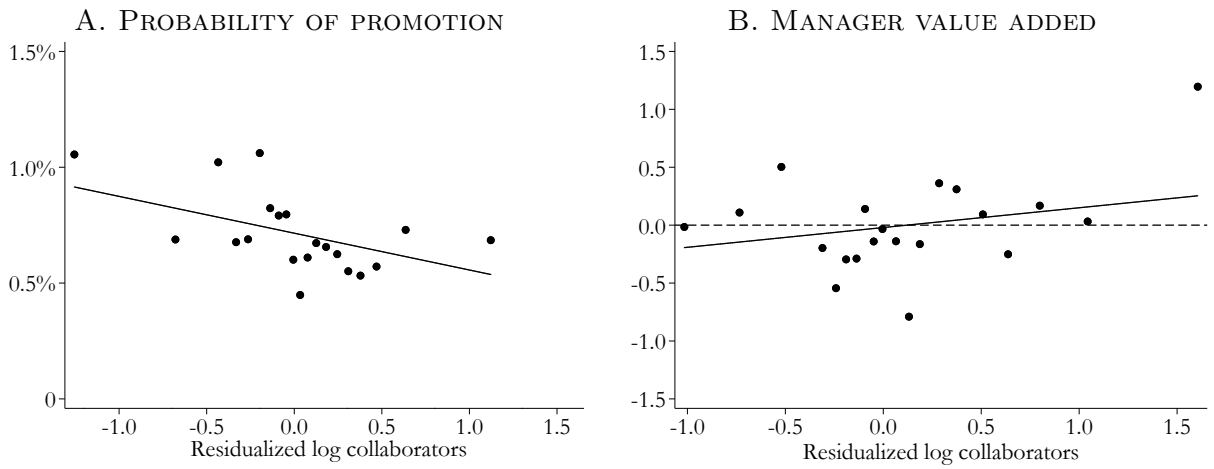 A. PROBABILITY OF PROMOTION
1.5%
1.0%
0.5%
0
-1.0 -0.5 0.0 0.5 1.0 1.5
Residualized log collaborators
B. MANAGER VALUE ADDED
1.5
1.0
0.5
0.0
-0.5
-1.0
-1.5
-1.0 -0.5 0.0 0.5 1.0 1.5
Residualized log collaborators